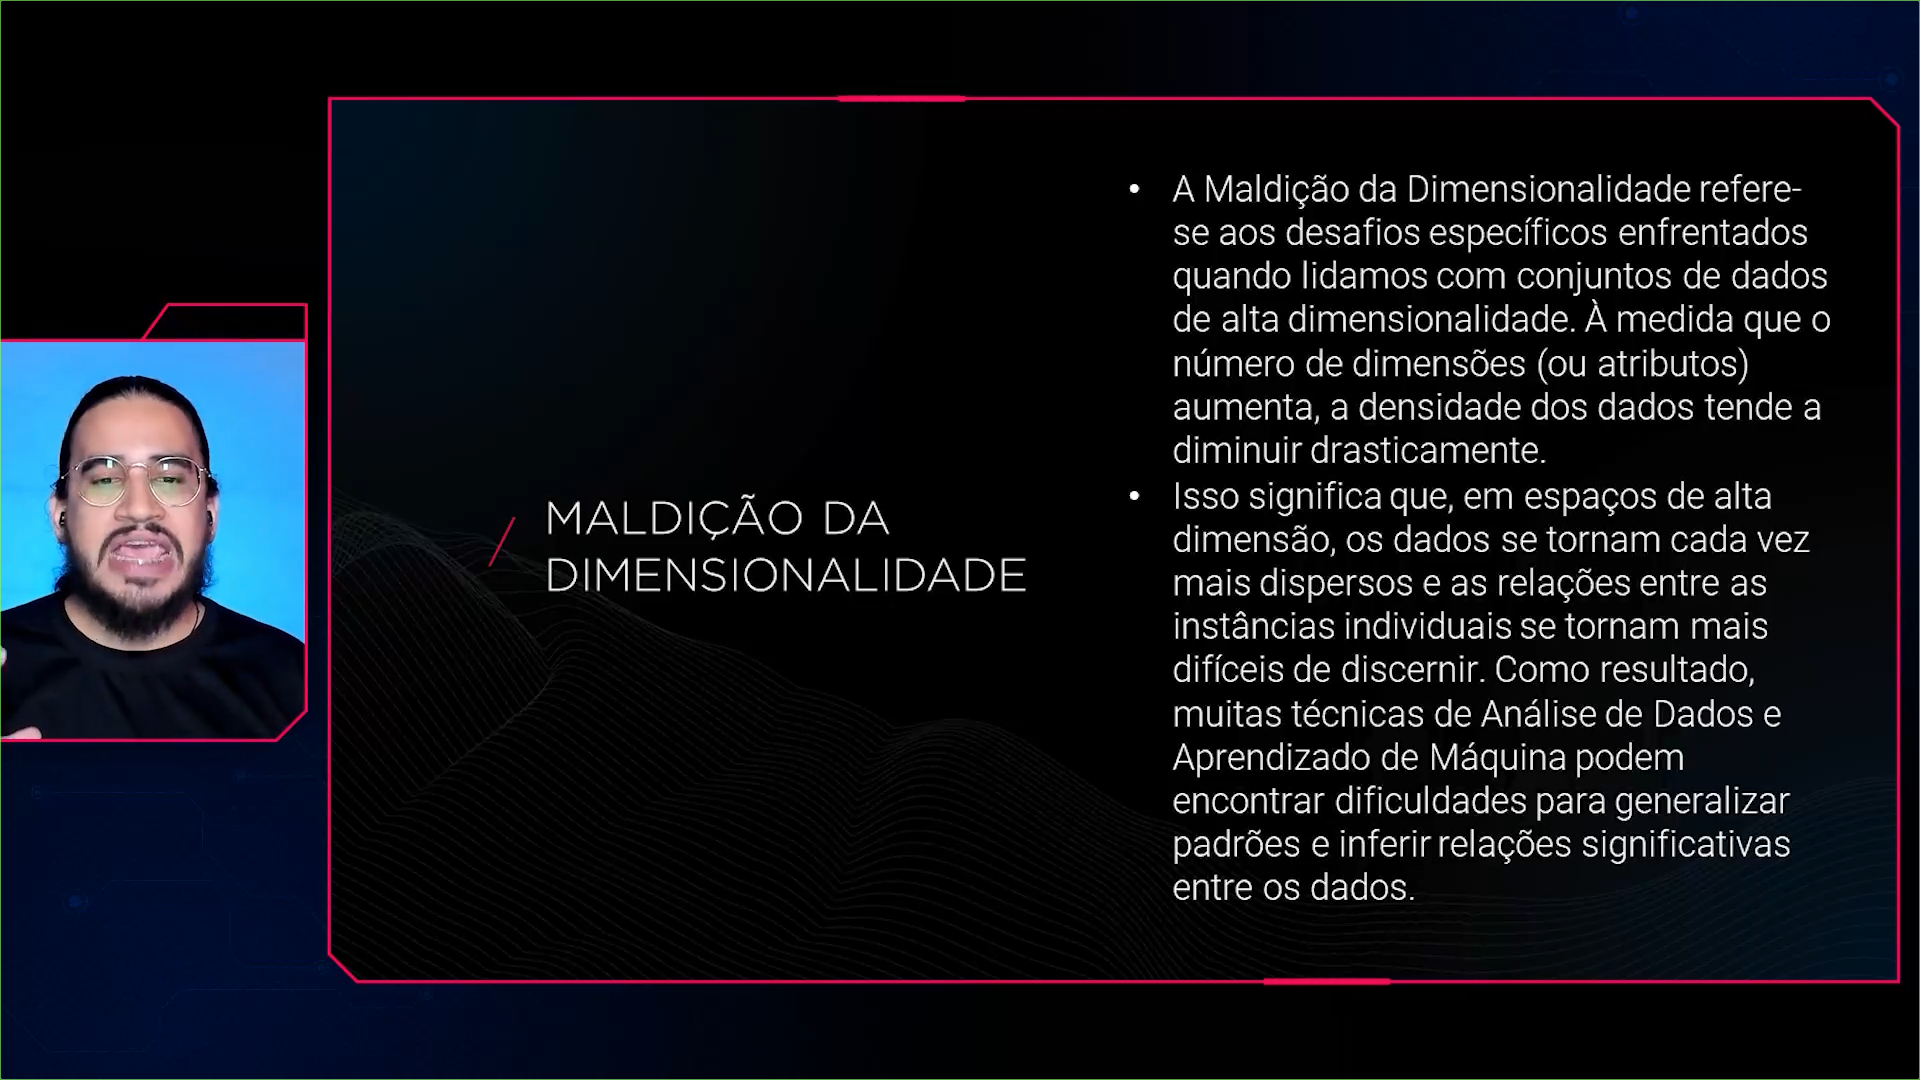 MALDIÇÃO DA
DIMENSIONALIDADE
• A Maldição da Dimensionalidade refere-
se aos desafios específicos enfrentados
quando lidamos com conjuntos de dados
de alta dimensionalidade. À medida que o
número de dimensões (ou atributos)
aumenta, a densidade dos dados tende a
diminuir drasticamente.
• Isso significa que, em espaços de alta
dimensão, os dados se tornam cada vez
mais dispersos e as relações entre as
instâncias individuais se tornam mais
difíceis de discernir. Como resultado,
muitas técnicas de Análise de Dados e
Aprendizado de Máquina podem
encontrar dificuldades para generalizar
padrões e inferir relações significativas
entre os dados.